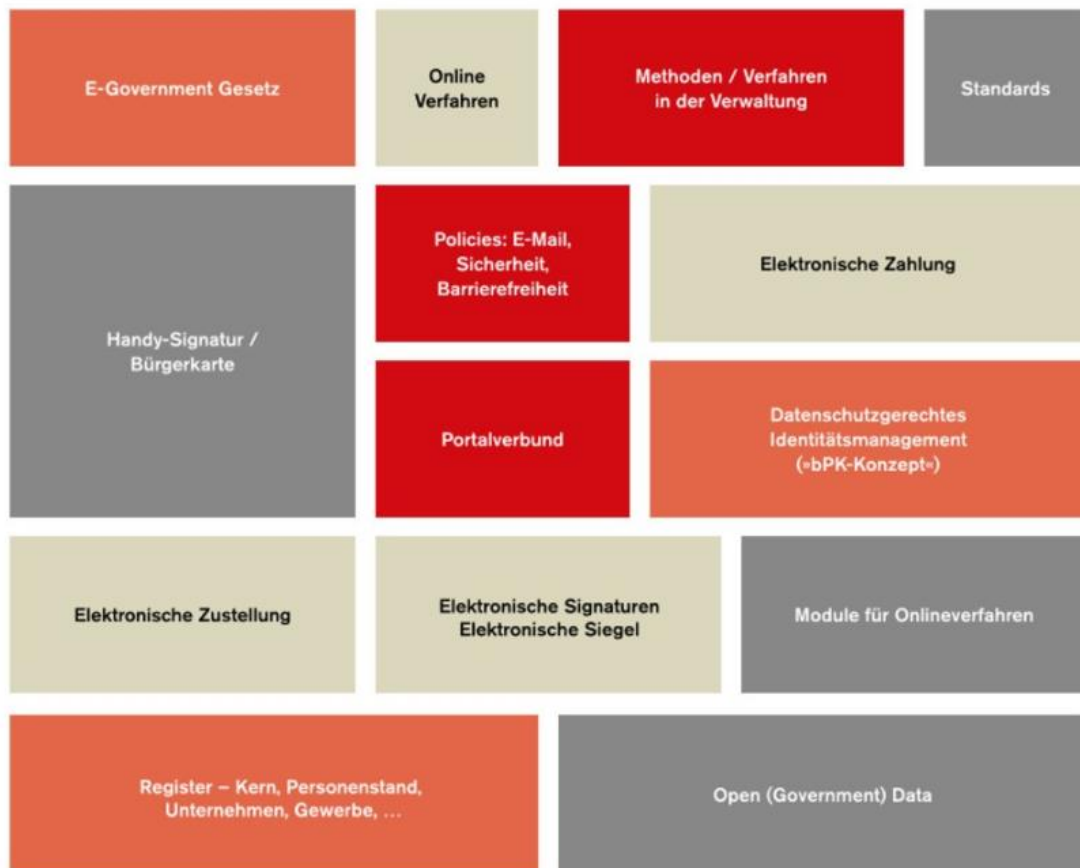 E-Government Gesetz
Online
Verfahren
Methoden / Verfahren
in der Verwaltung
Standards
Handy-Signatur /
Bürgerkarte
Policies: E-Mail,
Sicherheit,
Barrierefreiheit
Elektronische Zahlung
Portalverbund
Datenschutzgerechtes
Identitätsmanagement
(»bPK-Konzept«)
Elektronische Zustellung
Elektronische Signaturen
Elektronische Siegel
Module für Onlineverfahren
Register – Kern, Personenstand,
Unternehmen, Gewerbe, …
Open (Government) Data